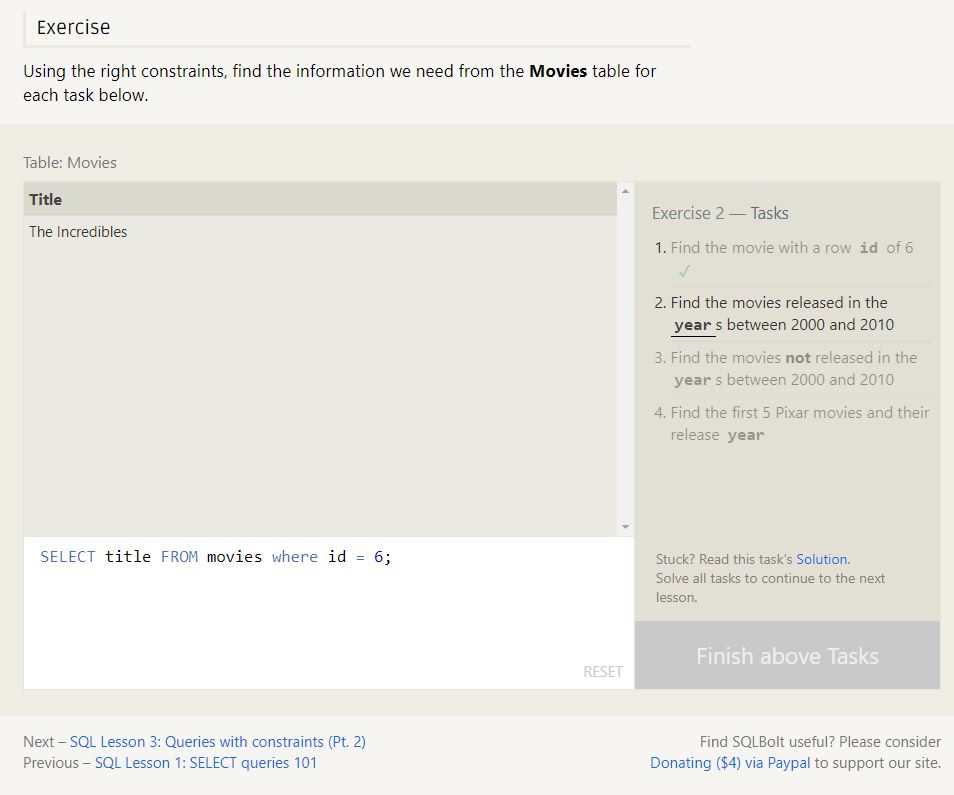 Exercise
Using the right constraints, find the information we need from the Movies table for
each task below.
Table: Movies
Title
The Incredibles
SELECT title FROM movies where id = 6;
RESET
Exercise 2 — Tasks
1. Find the movie with a row id of 6
✓
2. Find the movies released in the
year s between 2000 and 2010
3. Find the movies not released in the
year s between 2000 and 2010
4. Find the first 5 Pixar movies and their
release year
Stuck? Read this task's Solution.
Solve all tasks to continue to the next
lesson.
Finish above Tasks
Next – SQL Lesson 3: Queries with constraints (Pt. 2)
Previous – SQL Lesson 1: SELECT queries 101
Find SQLBolt useful? Please consider
Donating ($4) via Paypal to support our site.